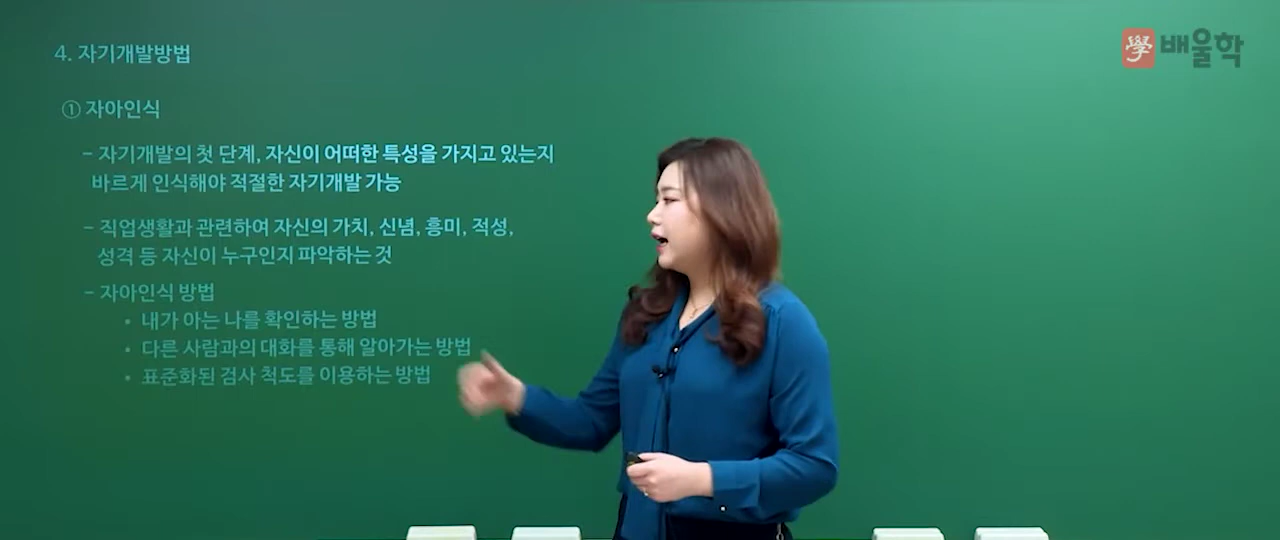 4. 자기개발방법
學 배울학
① 자아인식
- 자기개발의 첫 단계, 자신이 어떠한 특성을 가지고 있는지
바르게 인식해야 적절한 자기개발 가능
- 직업생활과 관련하여 자신의 가치, 신념, 흥미, 적성,
성격 등 자신이 누구인지 파악하는 것
- 자아인식 방법
• 내가 아는 나를 확인하는 방법
• 다른 사람과의 대화를 통해 알아가는 방법
• 표준화된 검사 척도를 이용하는 방법